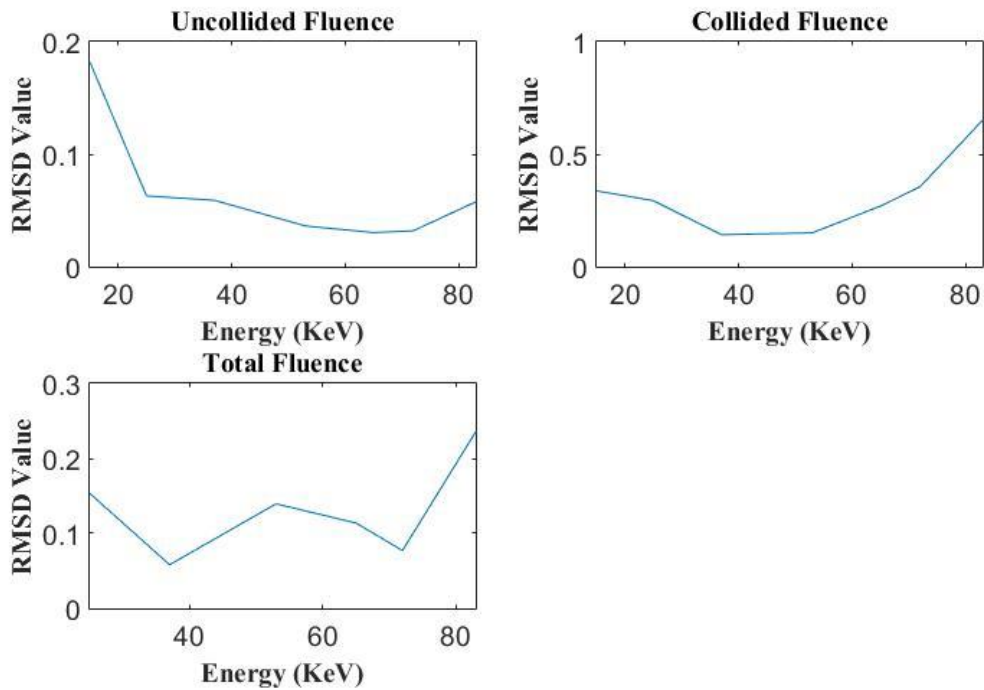 Uncollided Fluence
0.2
0.1
0
RMSD Value
20 40 60 80
Energy (KeV)
Collided Fluence
1
0.5
0
RMSD Value
20 40 60 80
Energy (KeV)
Total Fluence
0.3
0.2
0.1
0
RMSD Value
40 60 80
Energy (KeV)